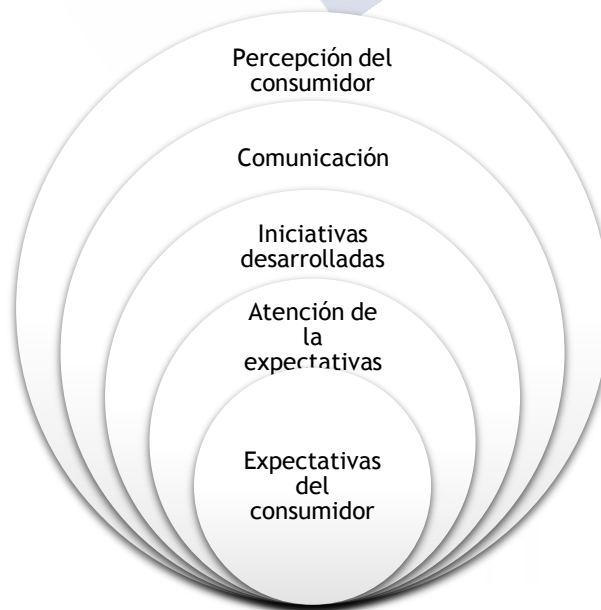 Percepción del
consumidor
Comunicación
Iniciativas
desarrolladas
Atención de
la
expectativas
Expectativas
del
consumidor